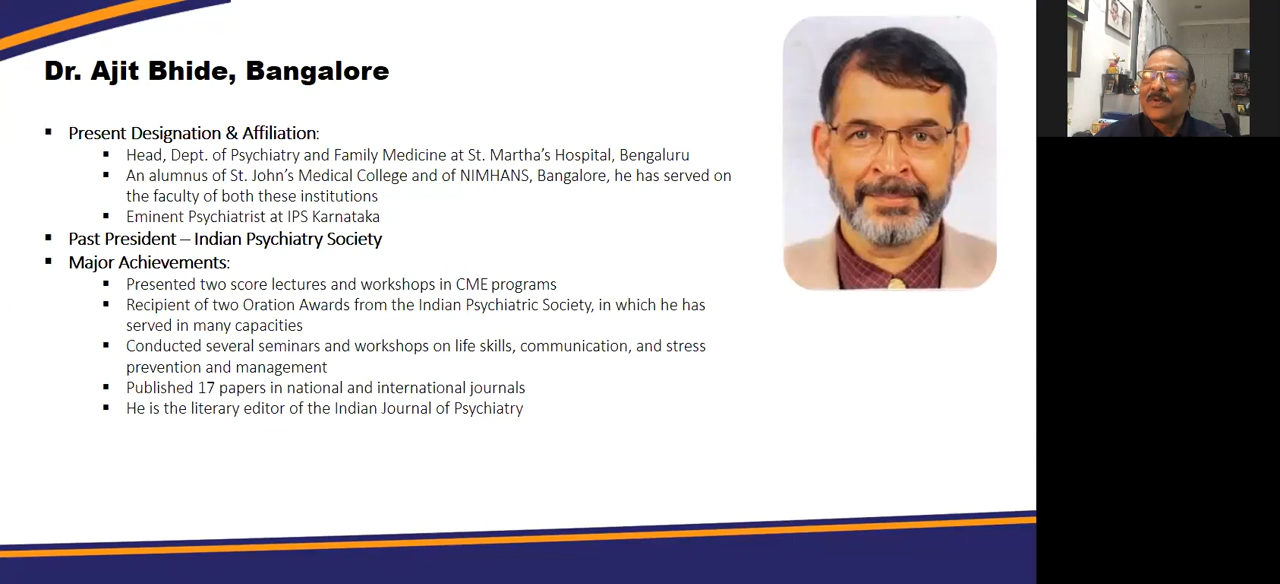 Dr. Ajit Bhide, Bangalore
▪ Present Designation & Affiliation:
▪ Head, Dept. of Psychiatry and Family Medicine at St. Martha’s Hospital, Bengaluru
▪ An alumnus of St. John’s Medical College and of NIMHANS, Bangalore, he has served on
the faculty of both these institutions
▪ Eminent Psychiatrist at IPS Karnataka
▪ Past President – Indian Psychiatry Society
▪ Major Achievements:
▪ Presented two score lectures and workshops in CME programs
▪ Recipient of two Oration Awards from the Indian Psychiatric Society, in which he has
served in many capacities
▪ Conducted several seminars and workshops on life skills, communication, and stress
prevention and management
▪ Published 17 papers in national and international journals
▪ He is the literary editor of the Indian Journal of Psychiatry